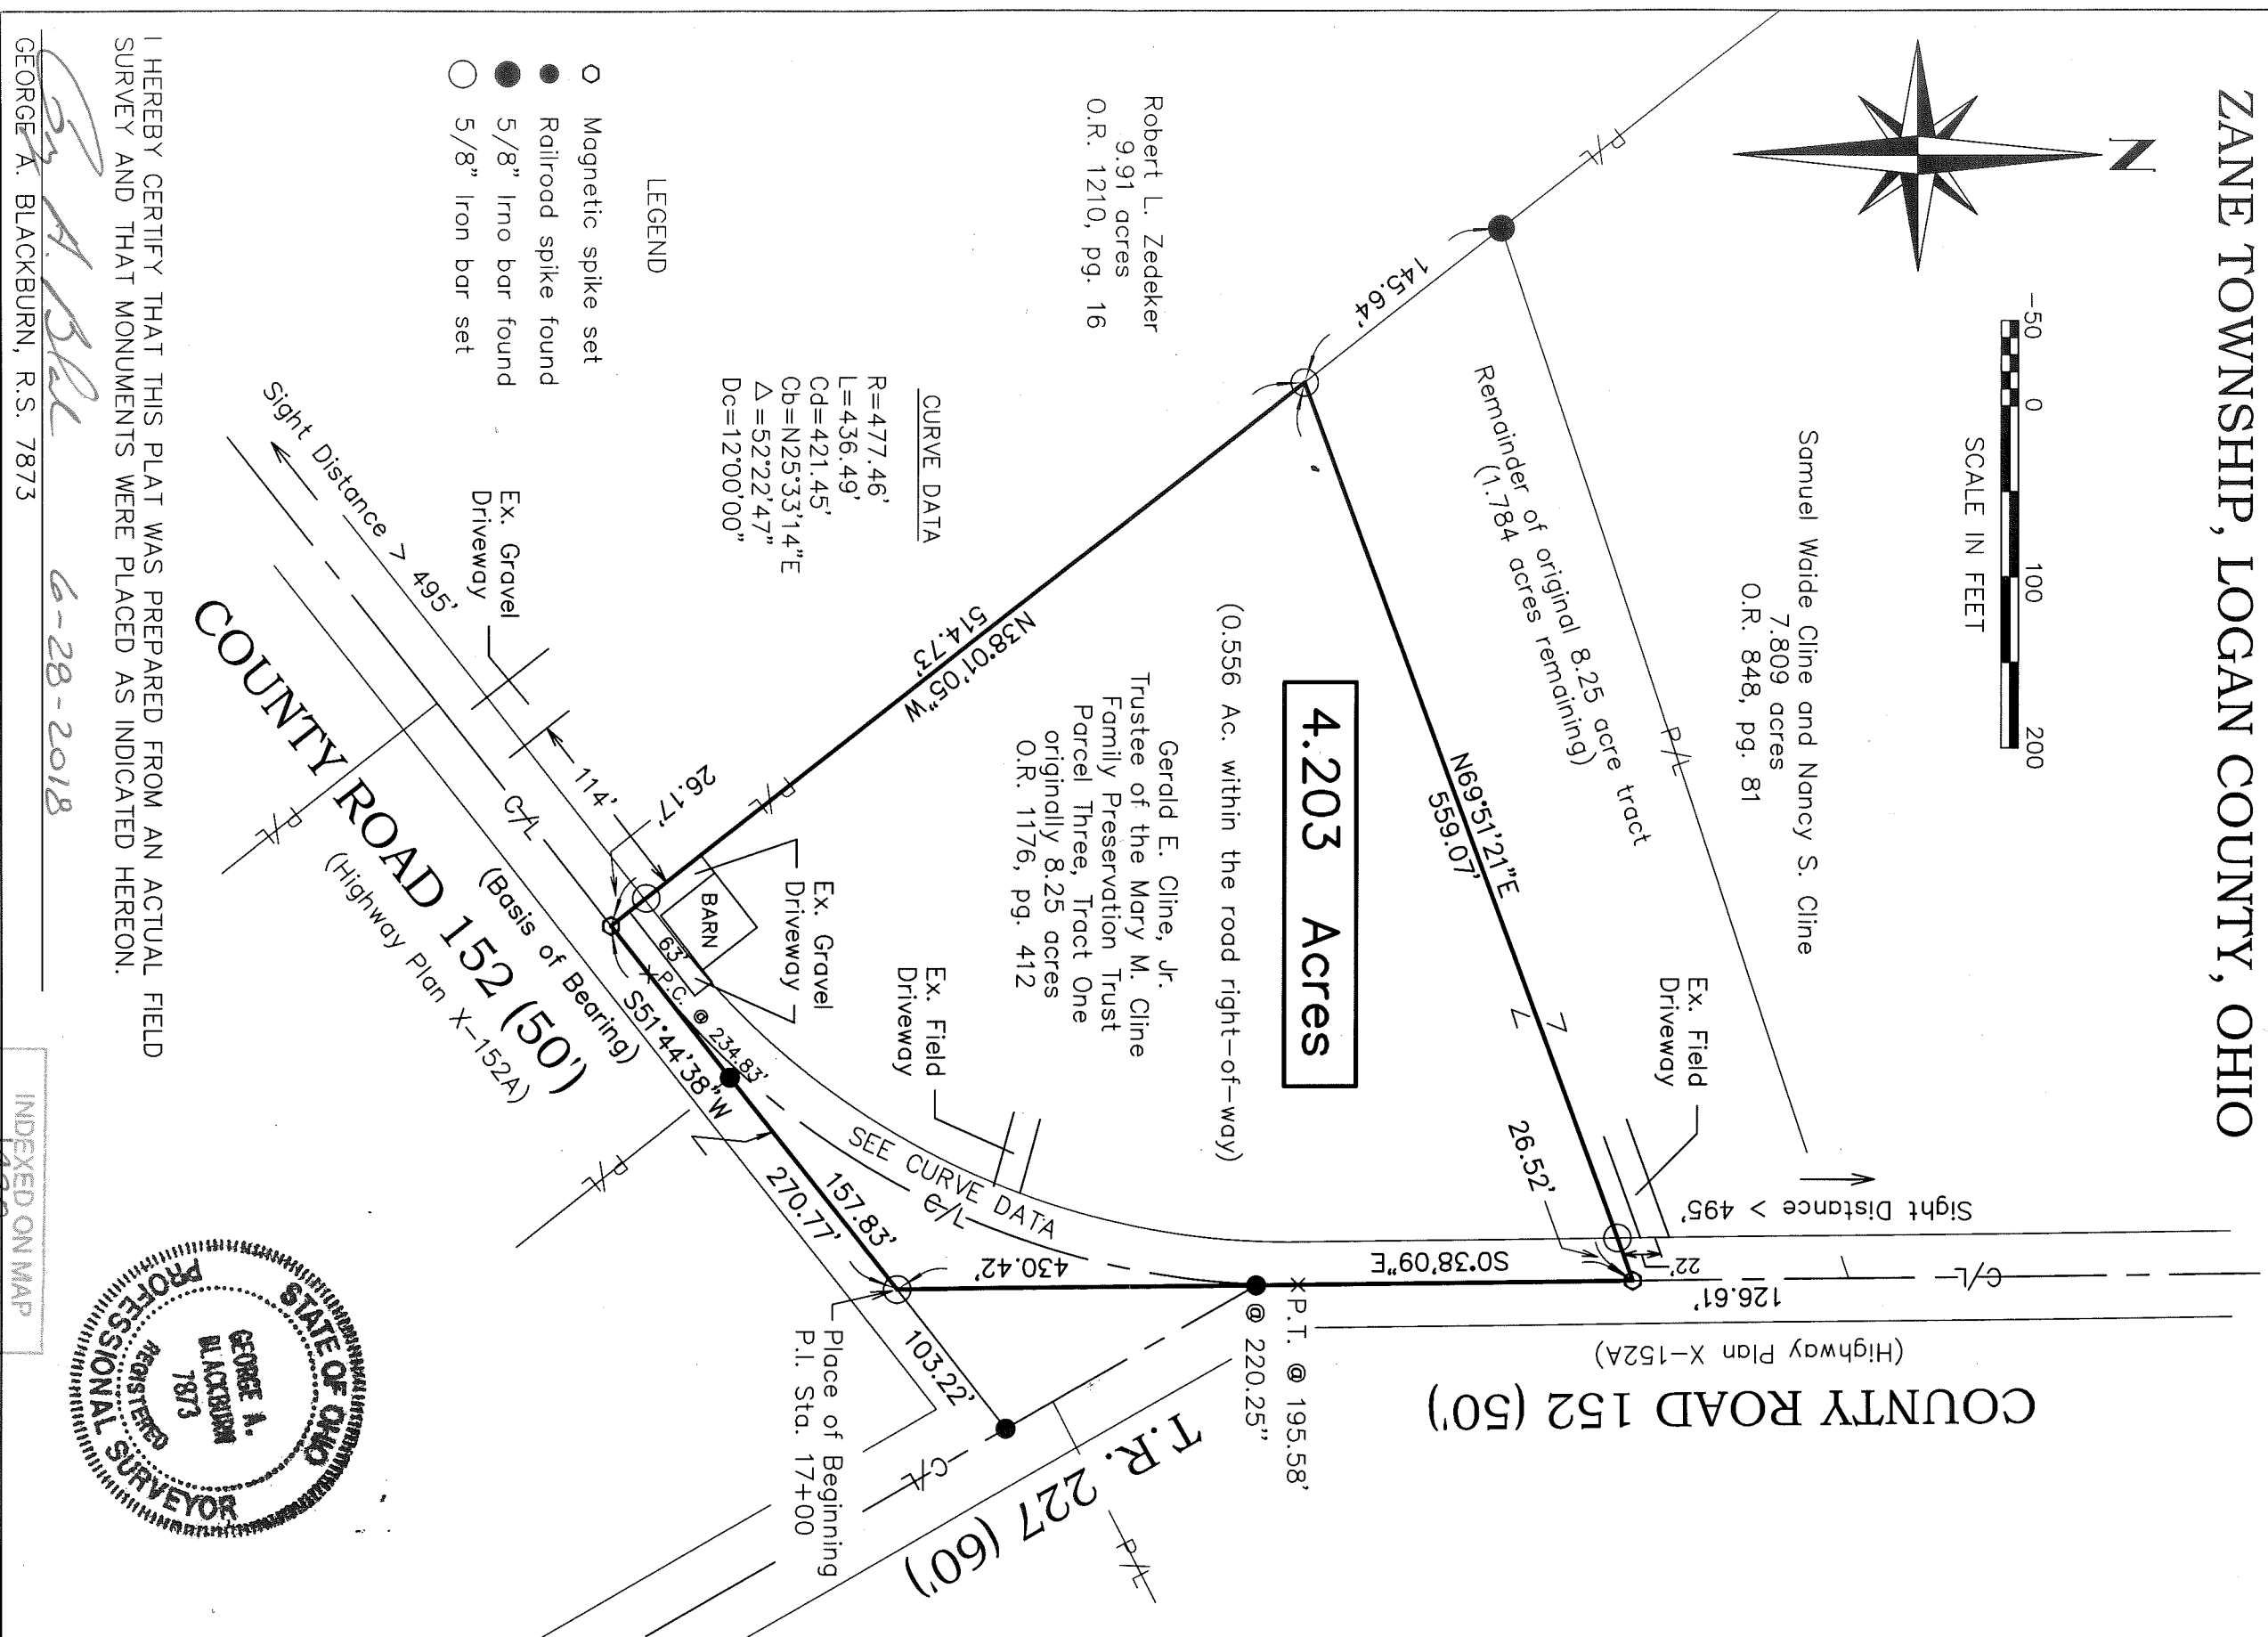 ZANE TOWNSHIP, LOGAN COUNTY, OHIO
N
-50 0 100 200
SCALE IN FEET
Samuel Waide Cline and Nancy S. Cline
7.809 acres
O.R. 848, pg. 81
P/L
Remainder of original 8.25 acre tract
(1.784 acres remaining)
P/L
145.64'
Robert L. Zedeker
9.91 acres
O.R. 1210, pg. 16
N69°51'21"E
559.07'
Ex. Field
Driveway
26.52'
22'
Sight Distance > 495'
126.61'
C/L
(Highway Plan X-152A)
COUNTY ROAD 152 (50')
4.203 Acres
(0.556 Ac. within the road right-of-way)
Gerald E. Cline, Jr.
Trustee of the Mary M. Cline
Family Preservation Trust
Parcel Three, Tract One
originally 8.25 acres
O.R. 1176, pg. 412
S0°38'09"E
430.42'
P.T. @ 195.58'
@ 220.25"
T.R. 227 (60')
P/L
C/L
N38°01'05"W
514.73'
P/L
CURVE DATA
R=477.46'
L=436.49'
Cd=421.45'
Cb=N25°33'14"E
Δ=52°22'47"
Dc=12°00'00"
Ex. Field
Driveway
SEE CURVE DATA
C/L
Ex. Gravel
Driveway
BARN
63'
26.17'
114'
P.C. @ 234.83'
S51°44'38"W
157.83'
270.77'
103.22'
Place of Beginning
P.I. Sta. 17+00
(Basis of Bearing)
C/L
COUNTY ROAD 152 (50')
(Highway Plan X-152A)
P/L
P/L
Ex. Gravel
Driveway
Sight Distance 7 495'
LEGEND
Magnetic spike set
Railroad spike found
5/8" Irno bar found
5/8" Iron bar set
I HEREBY CERTIFY THAT THIS PLAT WAS PREPARED FROM AN ACTUAL FIELD
SURVEY AND THAT MONUMENTS WERE PLACED AS INDICATED HEREON.
6-28-2018
GEORGE A. BLACKBURN, R.S. 7873
STATE OF OHIO
GEORGE A.
BLACKBURN
7873
REGISTERED
PROFESSIONAL SURVEYOR
INDEXED ON MAP